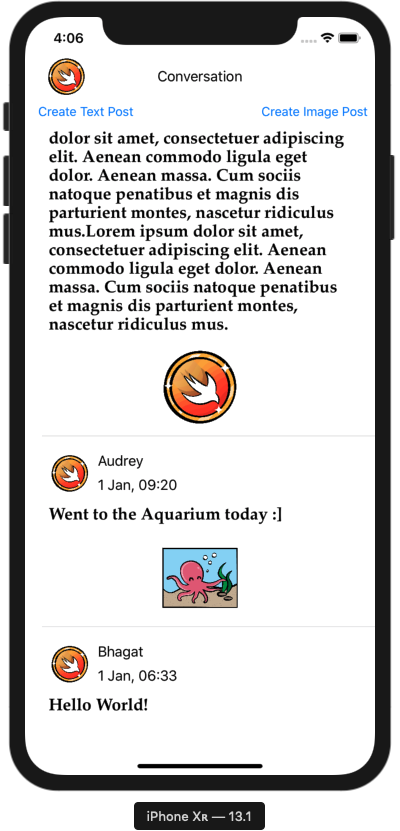 4:06
Conversation
Create Text Post
Create Image Post
dolor sit amet, consectetuer adipiscing
elit. Aenean commodo ligula eget
dolor. Aenean massa. Cum sociis
natoque penatibus et magnis dis
parturient montes, nascetur ridiculus
mus.Lorem ipsum dolor sit amet,
consectetuer adipiscing elit. Aenean
commodo ligula eget dolor. Aenean
massa. Cum sociis natoque penatibus
et magnis dis parturient montes,
nascetur ridiculus mus.
Audrey
1 Jan, 09:20
Went to the Aquarium today :]
Bhagat
1 Jan, 06:33
Hello World!
iPhone Xʀ — 13.1